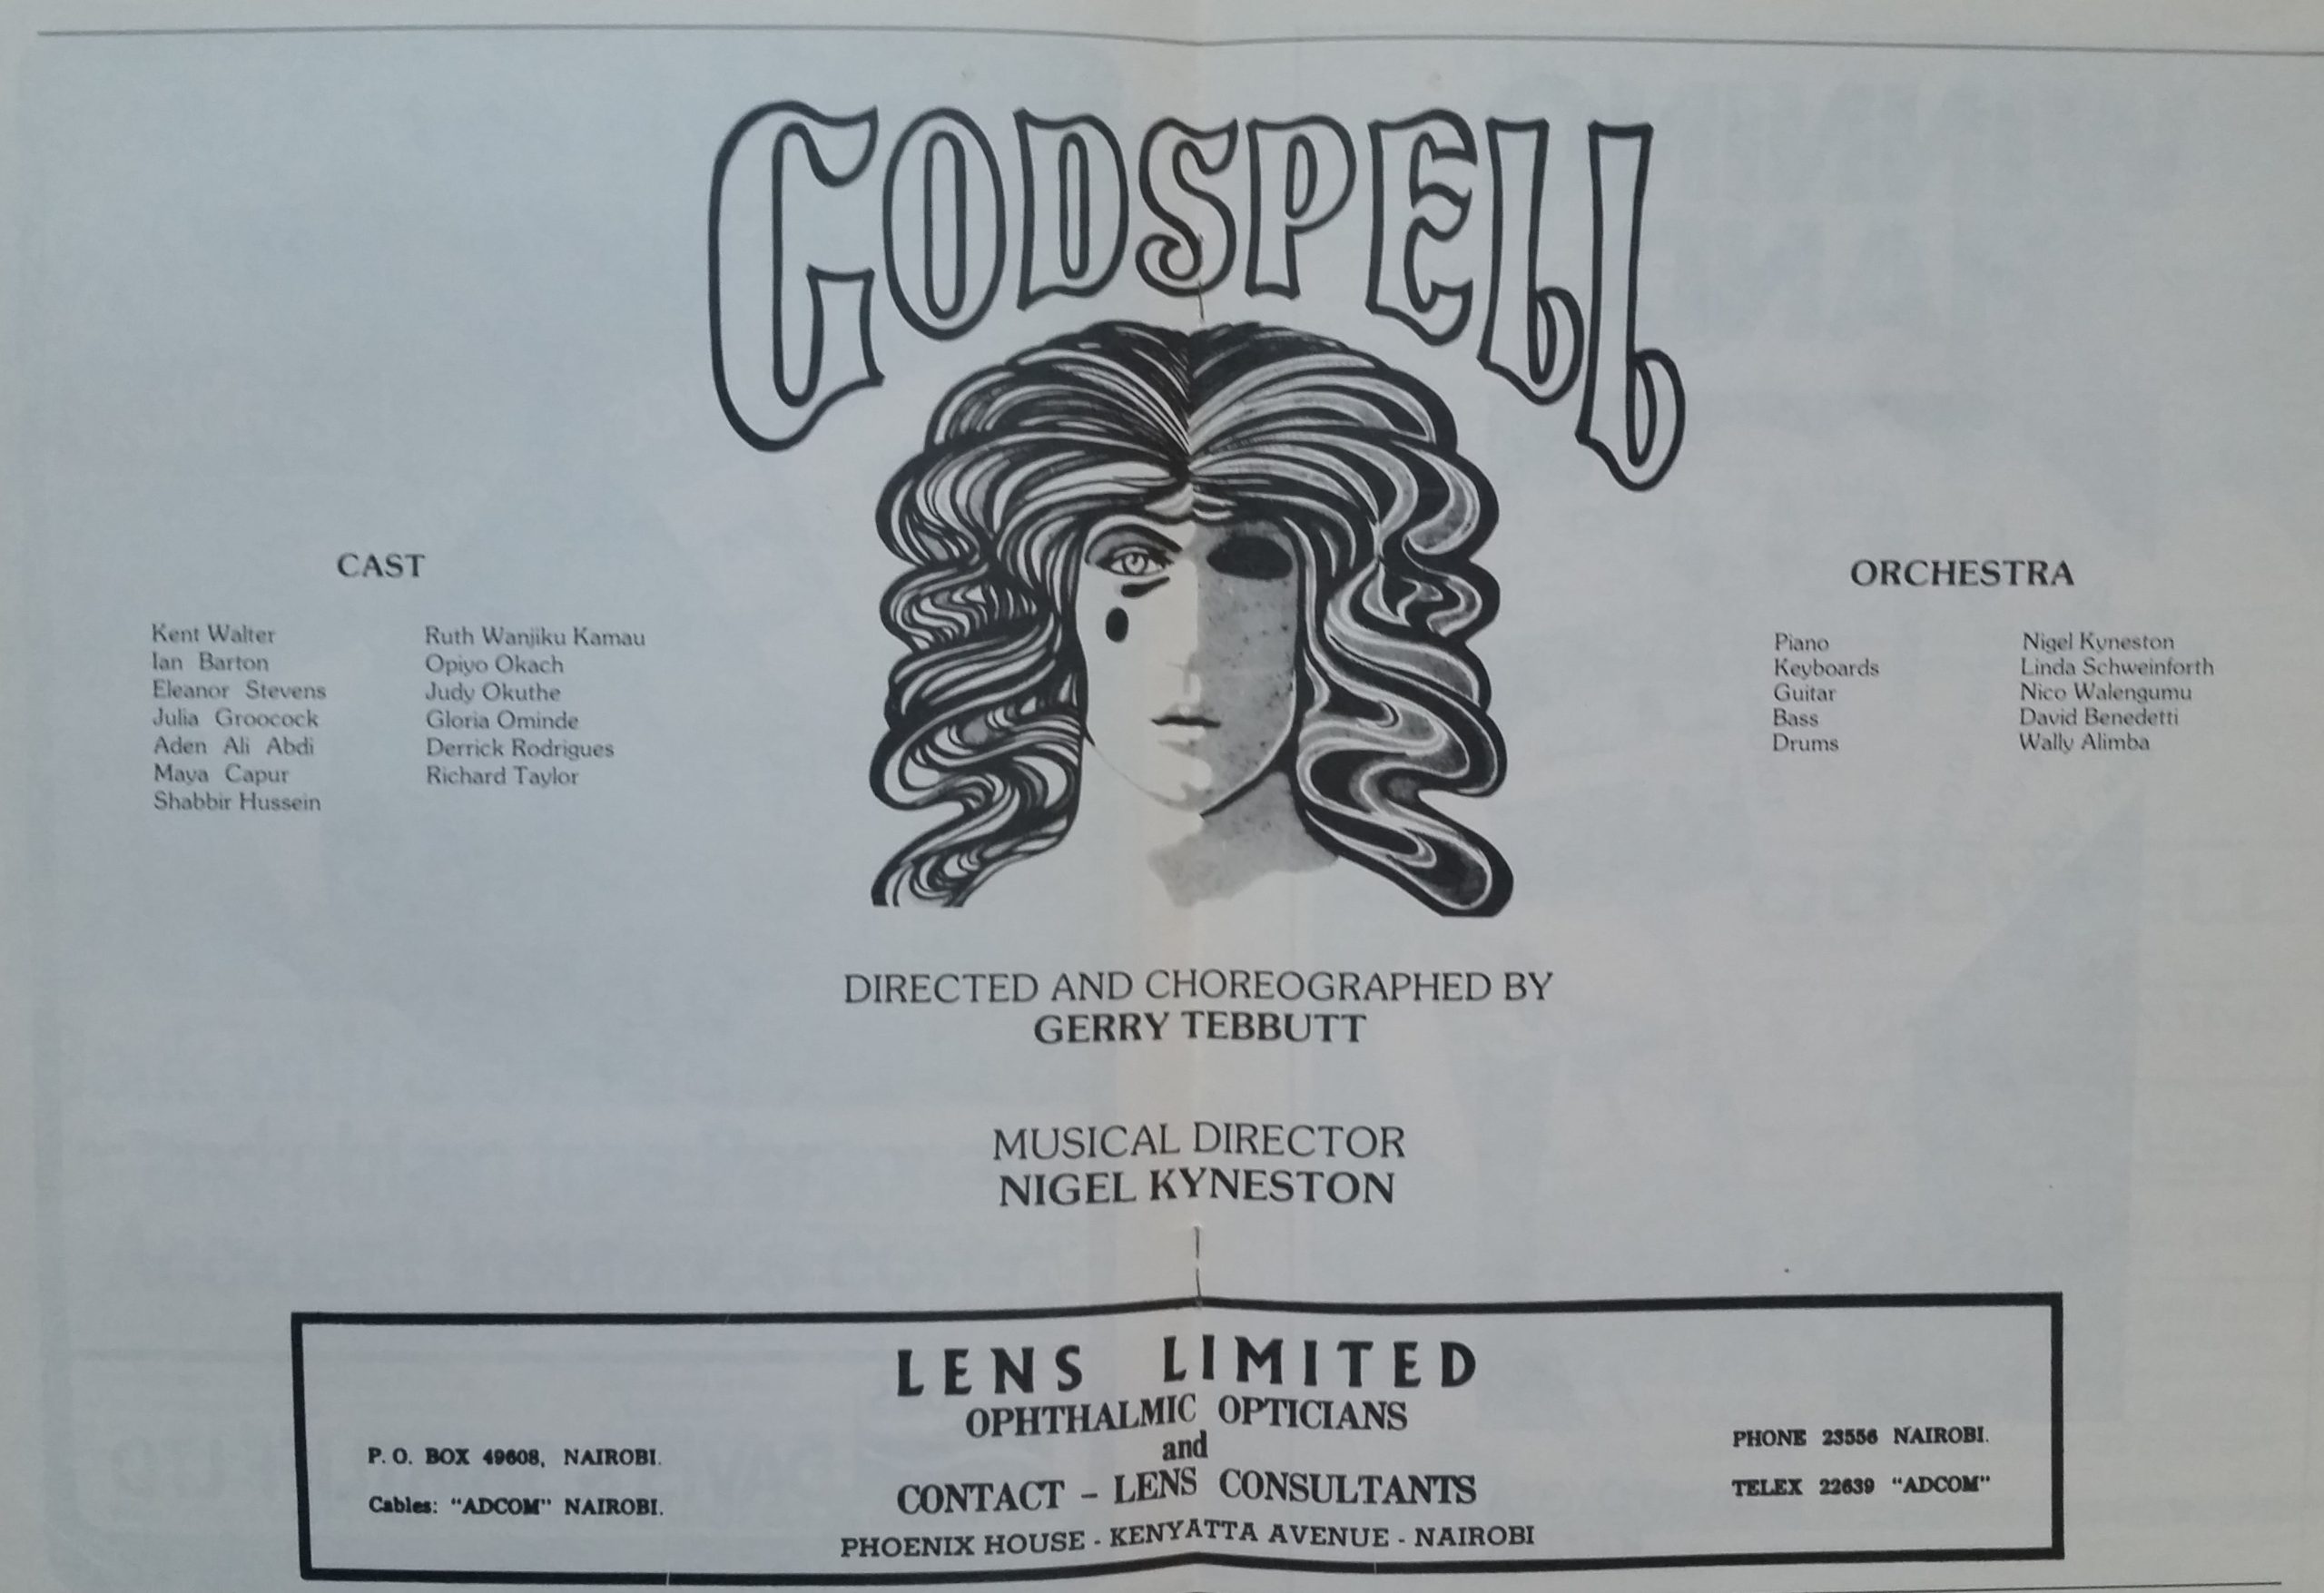 GODSPELL
CAST
Kent Walter
Ian Barton
Eleanor Stevens
Julia Groocock
Aden Ali Abdi
Maya Capur
Shabbir Hussein
Ruth Wanjiku Kamau
Opiyo Okach
Judy Okuthe
Gloria Ominde
Derrick Rodrigues
Richard Taylor
ORCHESTRA
Piano Nigel Kyneston
Keyboards Linda Schweinforth
Guitar Nico Walengumu
Bass David Benedetti
Drums Wally Alimba
DIRECTED AND CHOREOGRAPHED BY
GERRY TEBBUTT
MUSICAL DIRECTOR
NIGEL KYNESTON
LENS LIMITED
OPHTHALMIC OPTICIANS
and
CONTACT - LENS CONSULTANTS
PHOENIX HOUSE - KENYATTA AVENUE - NAIROBI
P. O. BOX 49608, NAIROBI.
Cables: "ADCOM" NAIROBI.
PHONE 23556 NAIROBI.
TELEX 22639 "ADCOM"